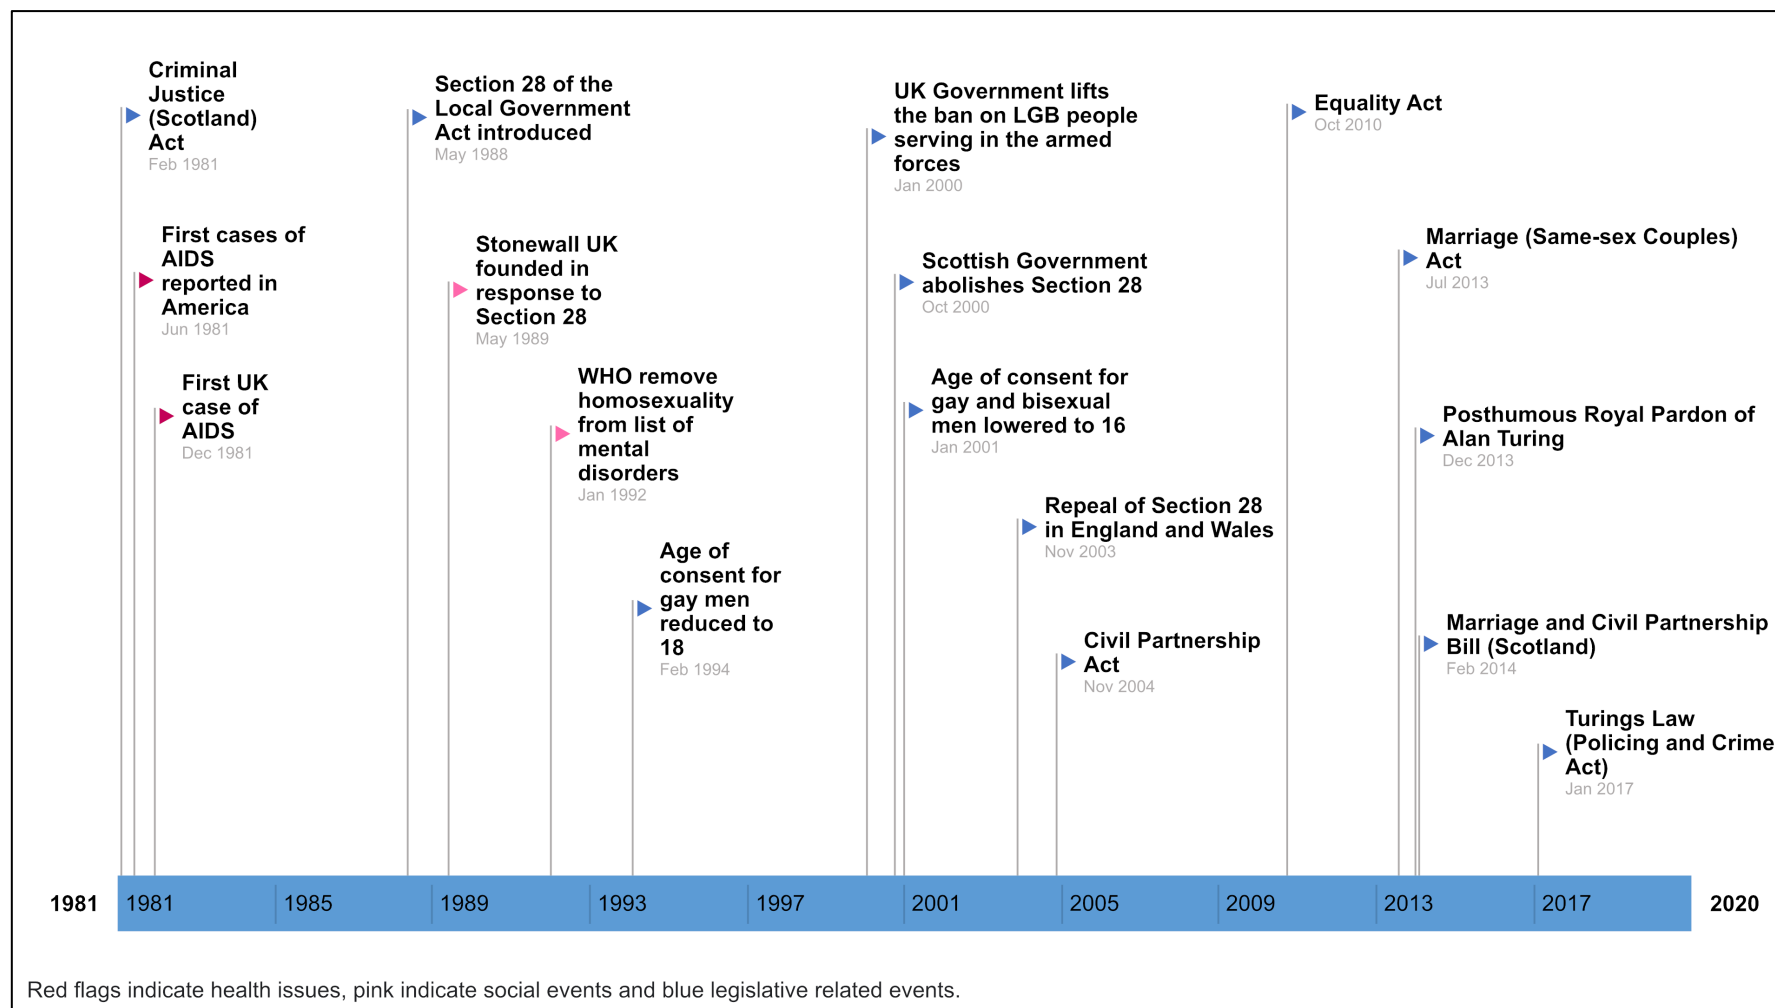 Criminal
Justice
(Scotland)
Act
Feb 1981
First cases of
AIDS
reported in
America
Jun 1981
First UK
case of
AIDS
Dec 1981
Section 28 of the
Local Government
Act introduced
May 1988
Stonewall UK
founded in
response to
Section 28
May 1989
WHO remove
homosexuality
from list of
mental
disorders
Jan 1992
Age of
consent for
gay men
reduced to
18
Feb 1994
UK Government lifts
the ban on LGB people
serving in the armed
forces
Jan 2000
Scottish Government
abolishes Section 28
Oct 2000
Age of consent for
gay and bisexual
men lowered to 16
Jan 2001
Repeal of Section 28
in England and Wales
Nov 2003
Civil Partnership
Act
Nov 2004
Equality Act
Oct 2010
Marriage (Same-sex Couples)
Act
Jul 2013
Posthumous Royal Pardon of
Alan Turing
Dec 2013
Marriage and Civil Partnership
Bill (Scotland)
Feb 2014
Turings Law
(Policing and Crime
Act)
Jan 2017
1981 1981 1985 1989 1993 1997 2001 2005 2009 2013 2017 2020
Red flags indicate health issues, pink indicate social events and blue legislative related events.